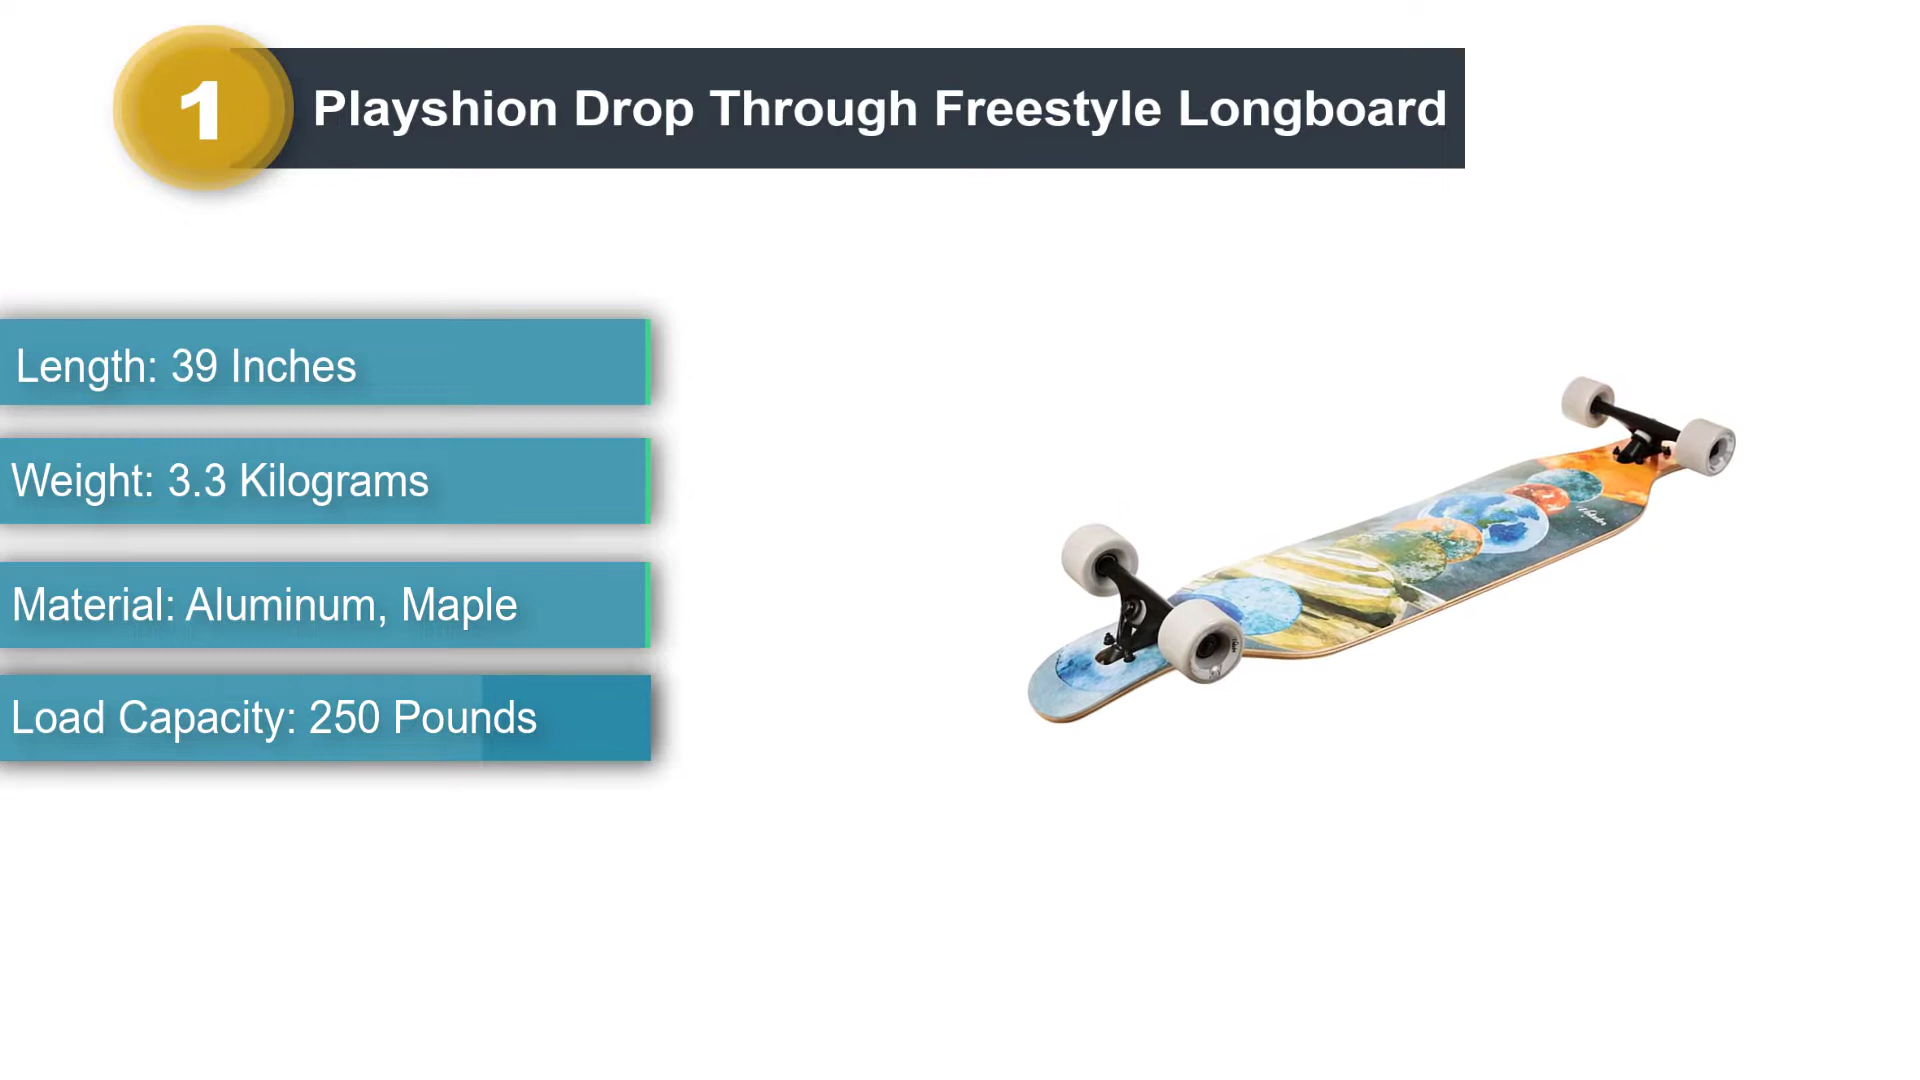 1
Playshion Drop Through Freestyle Longboard
Length: 39 Inches
Weight: 3.3 Kilograms
Material: Aluminum, Maple
Load Capacity: 250 Pounds